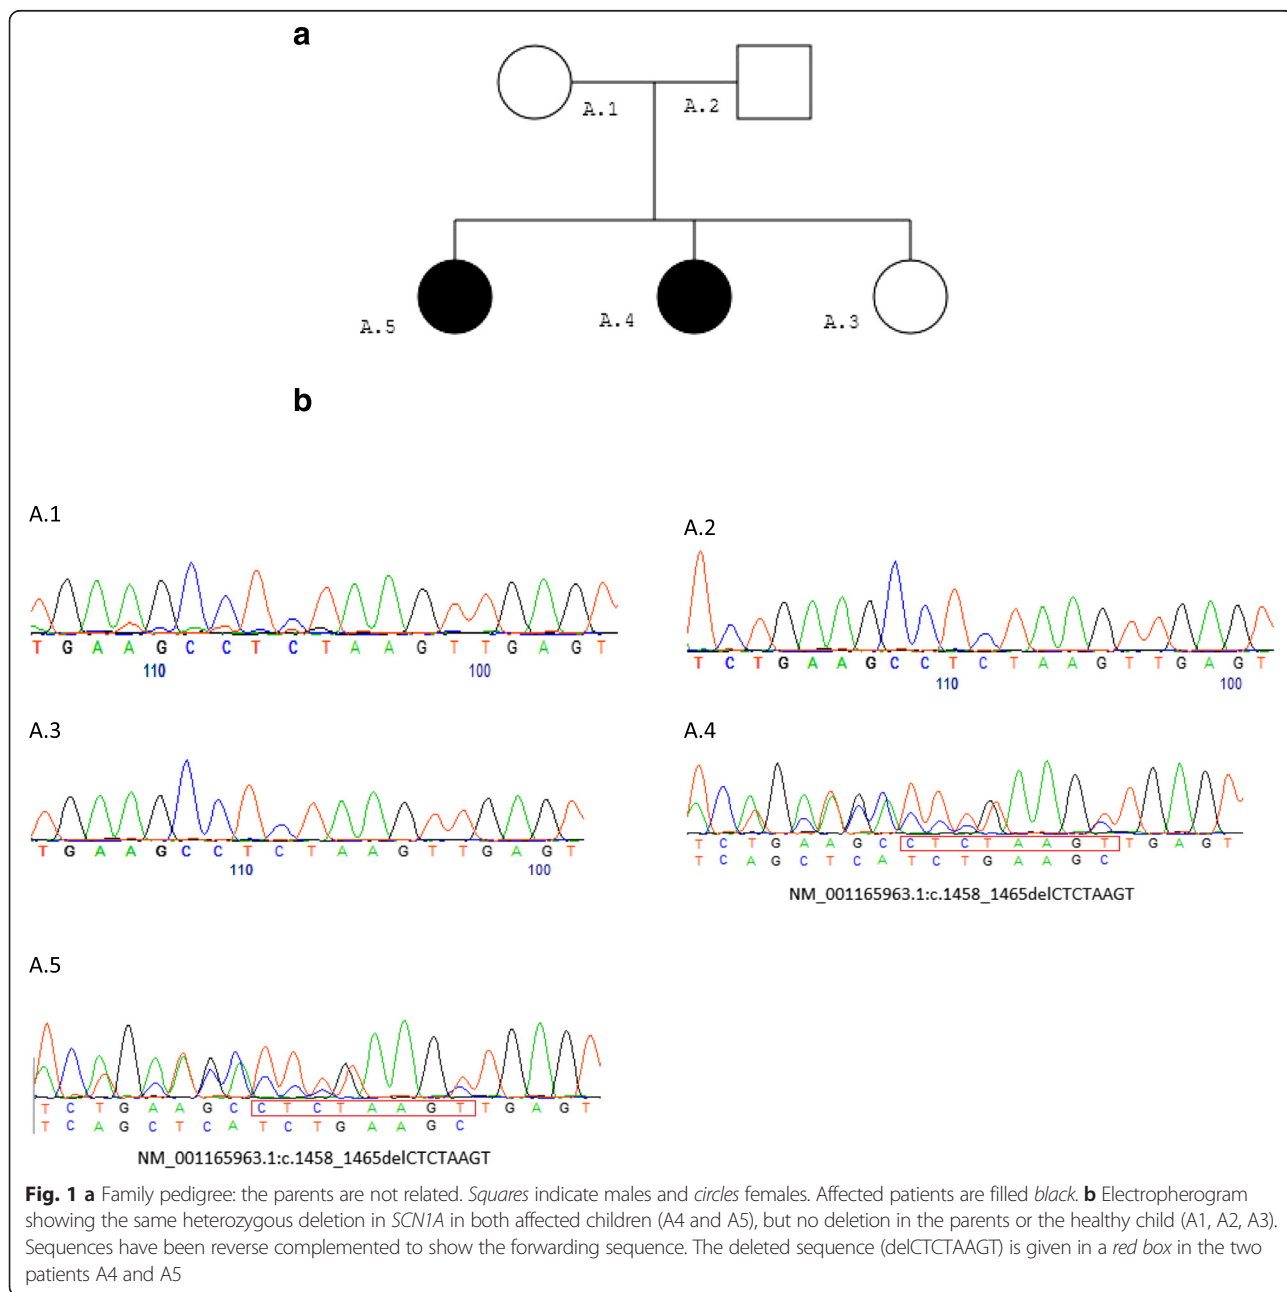 a
A.1
A.2
A.5
A.4
A.3
b
A.1
T G A A G C C T C T A A G T T G A G T
110 100
A.2
T C T G A A G C C T C T A A G T T G A G T
110 100
A.3
T G A A G C C T C T A A G T T G A G T
110 100
A.4
T C T G A A G C C T C T A A G T T G A G T
T C A G C T C A T C T G A A G C
NM_001165963.1:c.1458_1465delCTCTAAGT
A.5
T C T G A A G C C T C T A A G T T G A G T
T C A G C T C A T C T G A A G C
NM_001165963.1:c.1458_1465delCTCTAAGT
Fig. 1 a Family pedigree: the parents are not related. Squares indicate males and circles females. Affected patients are filled black. b Electropherogram
showing the same heterozygous deletion in SCN1A in both affected children (A4 and A5), but no deletion in the parents or the healthy child (A1, A2, A3).
Sequences have been reverse complemented to show the forwarding sequence. The deleted sequence (delCTCTAAGT) is given in a red box in the two
patients A4 and A5